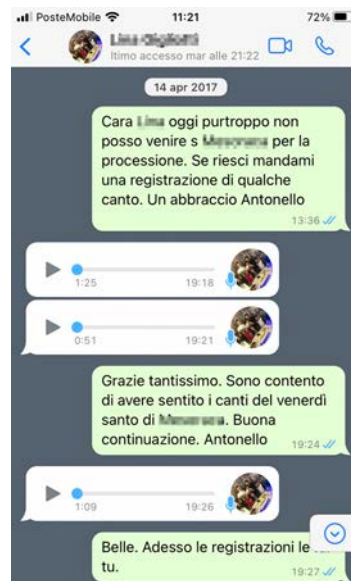 PosteMobile 11:21 72%
ltimo accesso mar alle 21:22
14 apr 2017
Cara oggi purtroppo non
posso venire s per la
processione. Se riesci mandami
una registrazione di qualche
canto. Un abbraccio Antonello
13:36
1:25 19:18
0:51 19:21
Grazie tantissimo. Sono contento
di avere sentito i canti del venerdì
santo di . Buona
continuazione. Antonello
19:24
1:09 19:26
Belle. Adesso le registrazioni le
tu.
19:27